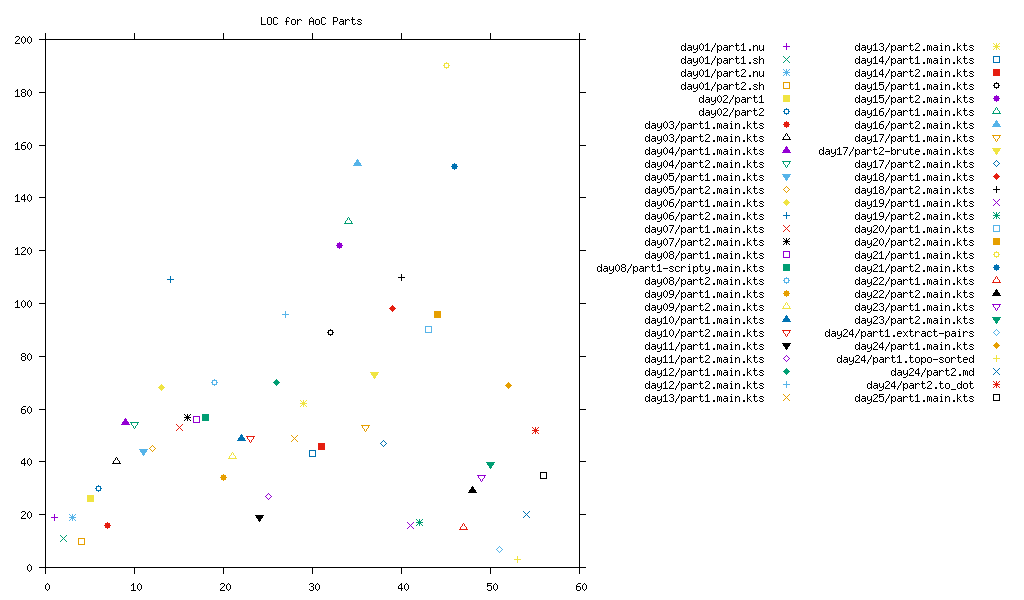 LOC for AoC Parts
200
180
160
140
120
100
80
60
40
20
0
0 10 20 30 40 50 60
day01/part1.nu
day01/part1.sh
day01/part2.nu
day01/part2.sh
day02/part1
day02/part2
day03/part1.main.kts
day03/part2.main.kts
day04/part1.main.kts
day04/part2.main.kts
day05/part1.main.kts
day05/part2.main.kts
day06/part1.main.kts
day06/part2.main.kts
day07/part1.main.kts
day07/part2.main.kts
day08/part1.main.kts
day08/part1-scripty.main.kts
day08/part2.main.kts
day09/part1.main.kts
day09/part2.main.kts
day10/part1.main.kts
day10/part2.main.kts
day11/part1.main.kts
day11/part2.main.kts
day12/part1.main.kts
day12/part2.main.kts
day13/part1.main.kts
day13/part2.main.kts
day14/part1.main.kts
day14/part2.main.kts
day15/part1.main.kts
day15/part2.main.kts
day16/part1.main.kts
day16/part2.main.kts
day17/part1.main.kts
day17/part2-brute.main.kts
day17/part2.main.kts
day18/part1.main.kts
day18/part2.main.kts
day19/part1.main.kts
day19/part2.main.kts
day20/part1.main.kts
day20/part2.main.kts
day21/part1.main.kts
day21/part2.main.kts
day22/part1.main.kts
day22/part2.main.kts
day23/part1.main.kts
day23/part2.main.kts
day24/part1.extract-pairs
day24/part1.main.kts
day24/part1.topo-sorted
day24/part2.md
day24/part2.to_dot
day25/part1.main.kts